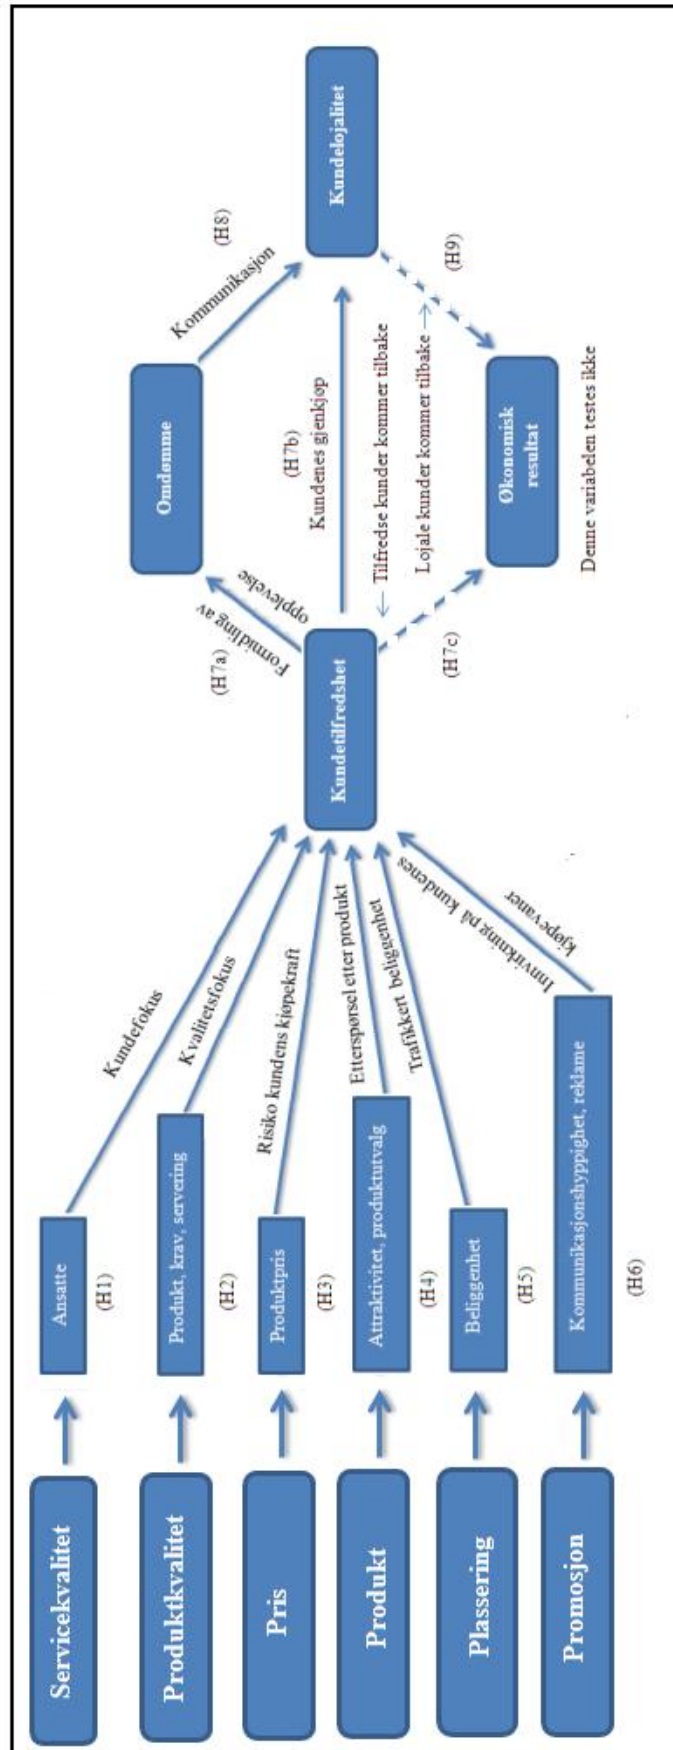 Servicekvalitet
Ansatte
(H1)
Kundefokus
Produktkvalitet
Produkt, krav, servering
(H2)
Kvalitetsfokus
Pris
Produktpris
(H3)
Risiko kundens kjøpekraft
Produkt
Attraktivitet, produktutvalg
(H4)
Etterspørsel etter produkt
Plassering
Beliggenhet
(H5)
Trafikkert beliggenhet
Promosjon
Kommunikasjonshyppighet, reklame
(H6)
Innvirkning på kundenes
kjøpevaner
Kundetilfredshet
(H7a)
Formidling av
opplevelse
Omdømme
Kommunikasjon
(H8)
(H7b)
Kundenes gjenkjøp
Kundelojalitet
Tilfredse kunder kommer tilbake
Lojale kunder kommer tilbake
(H7c)
(H9)
Økonomisk
resultat
Denne variabelen testes ikke